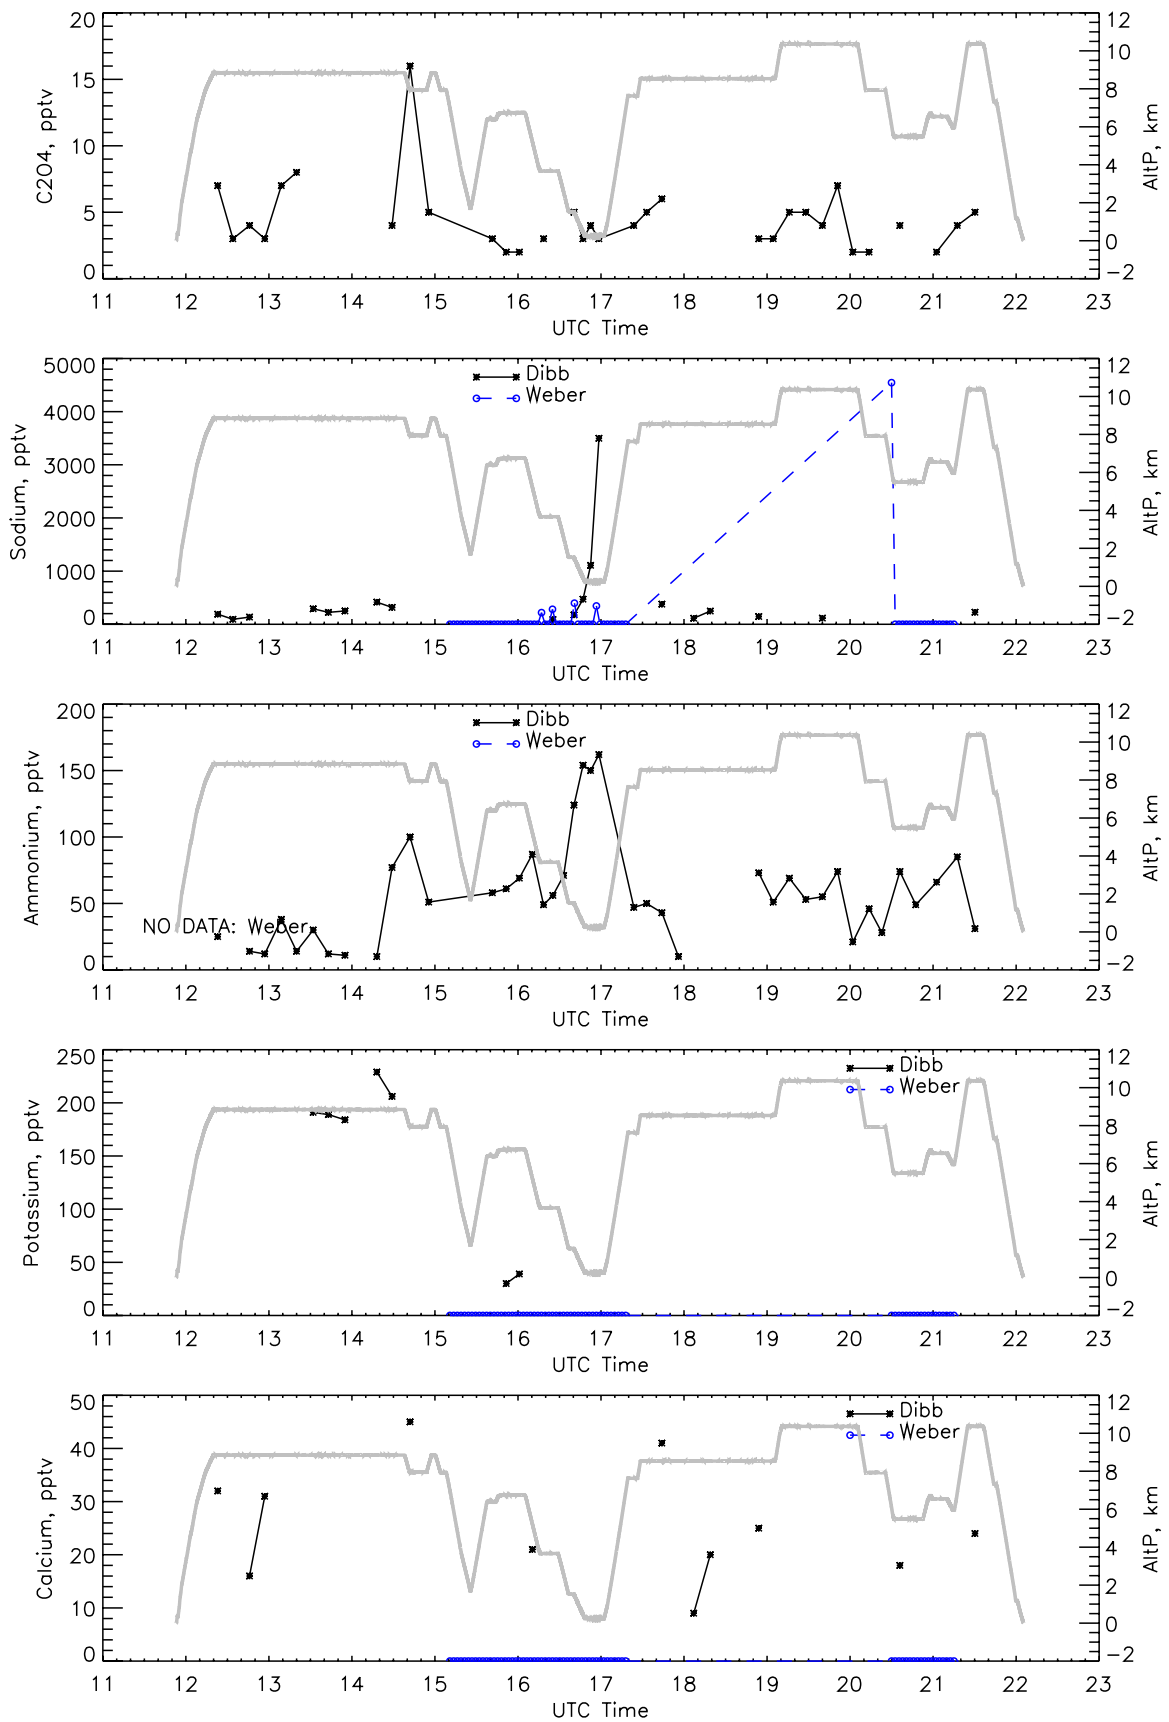 20
15
10
5
0
C204, pptv
12
10
8
6
4
2
0
-2
AltP, km
11 12 13 14 15 16 17 18 19 20 21 22 23
UTC Time
5000
4000
3000
2000
1000
0
Sodium, pptv
Dibb
Weber
12
10
8
6
4
2
0
-2
AltP, km
11 12 13 14 15 16 17 18 19 20 21 22 23
UTC Time
200
150
100
50
0
Ammonium, pptv
Dibb
Weber
NO DATA: Weber
12
10
8
6
4
2
0
-2
AltP, km
11 12 13 14 15 16 17 18 19 20 21 22 23
UTC Time
250
200
150
100
50
0
Potassium, pptv
Dibb
Weber
12
10
8
6
4
2
0
-2
AltP, km
11 12 13 14 15 16 17 18 19 20 21 22 23
UTC Time
50
40
30
20
10
0
Calcium, pptv
Dibb
Weber
12
10
8
6
4
2
0
-2
AltP, km
11 12 13 14 15 16 17 18 19 20 21 22 23
UTC Time